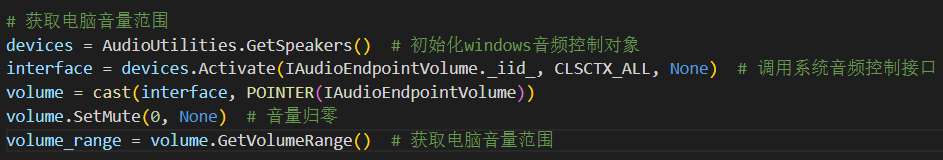 # 获取电脑音量范围
devices = AudioUtilities.GetSpeakers()  # 初始化windows音频控制对象
interface = devices.Activate(IAudioEndpointVolume._iid_, CLSCTX_ALL, None)  # 调用系统音频控制接口
volume = cast(interface, POINTER(IAudioEndpointVolume))
volume.SetMute(0, None)  # 音量归零
volume_range = volume.GetVolumeRange()  # 获取电脑音量范围